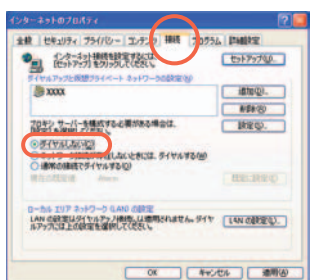 インターネットのプロパティ
全般 セキュリティ プライバシー コンテンツ 接続 プログラム 詳細設定
インターネット接続を設定するには、
[セットアップ] をクリックしてください。
セットアップ(U)...
ダイヤルアップと仮想プライベート ネットワークの設定(N)
XXXX
追加(D)...
削除(R)
プロキシ サーバーを構成する必要がある場合は、
[設定] を選択してください。
設定(S)...
ダイヤルしない(C)
ネットワーク接続が存在しないときには、ダイヤルする(W)
通常の接続でダイヤルする(O)
現在の既定値
既定に設定(E)
ローカル エリア ネットワーク (LAN) の設定
LAN の設定はダイヤルアップ接続には適用されません。ダイヤ
ルアップには上の設定を選択してください。
LAN の設定(L)...
OK キャンセル 適用(A)